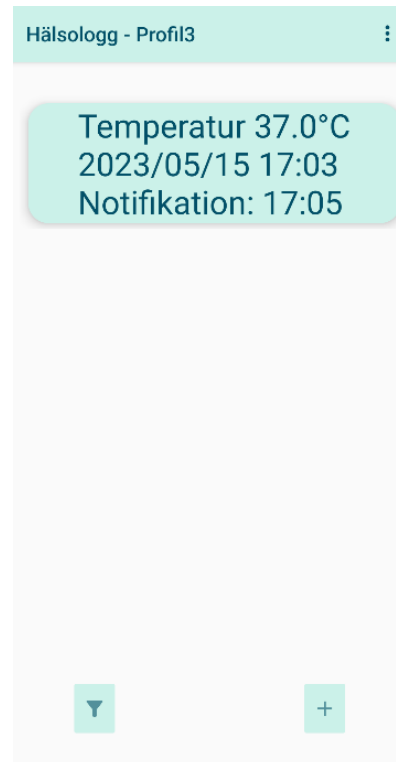 Hälsologg - Profil3
Temperatur 37.0°C
2023/05/15 17:03
Notifikation: 17:05
+